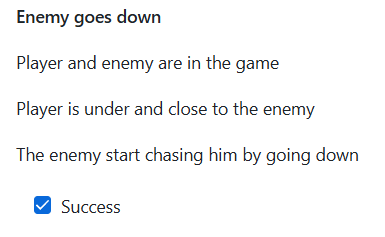 Enemy goes down
Player and enemy are in the game
Player is under and close to the enemy
The enemy start chasing him by going down
Success